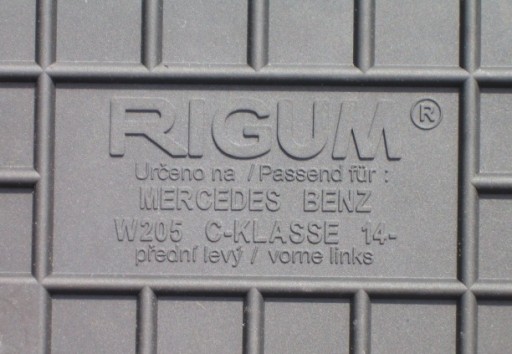 RIGUM®
Určeno na / Passend für :
MERCEDES BENZ
W205 C-KLASSE 14-
přední levý / vorne links